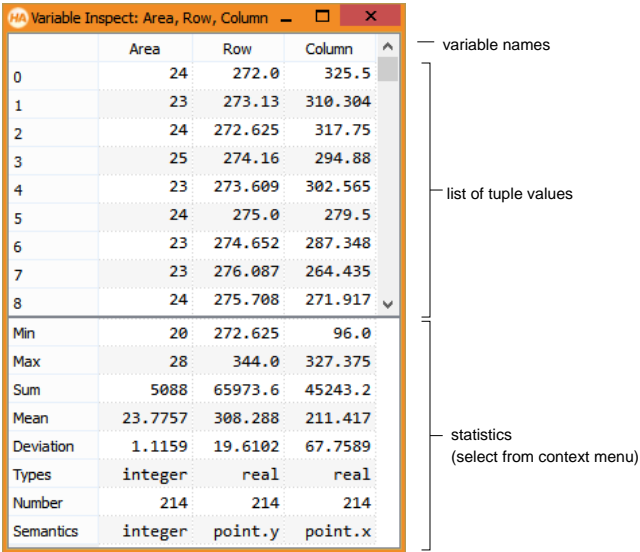 HA Variable Inspect: Area, Row, Column
Area Row Column
variable names
0 24 272.0 325.5
1 23 273.13 310.304
2 24 272.625 317.75
3 25 274.16 294.88
4 23 273.609 302.565
list of tuple values
5 24 275.0 279.5
6 23 274.652 287.348
7 23 276.087 264.435
8 24 275.708 271.917
Min 20 272.625 96.0
Max 28 344.0 327.375
Sum 5088 65973.6 45243.2
Mean 23.7757 308.288 211.417
Deviation 1.1159 19.6102 67.7589
statistics
(select from context menu)
Types integer real real
Number 214 214 214
Semantics integer point.y point.x